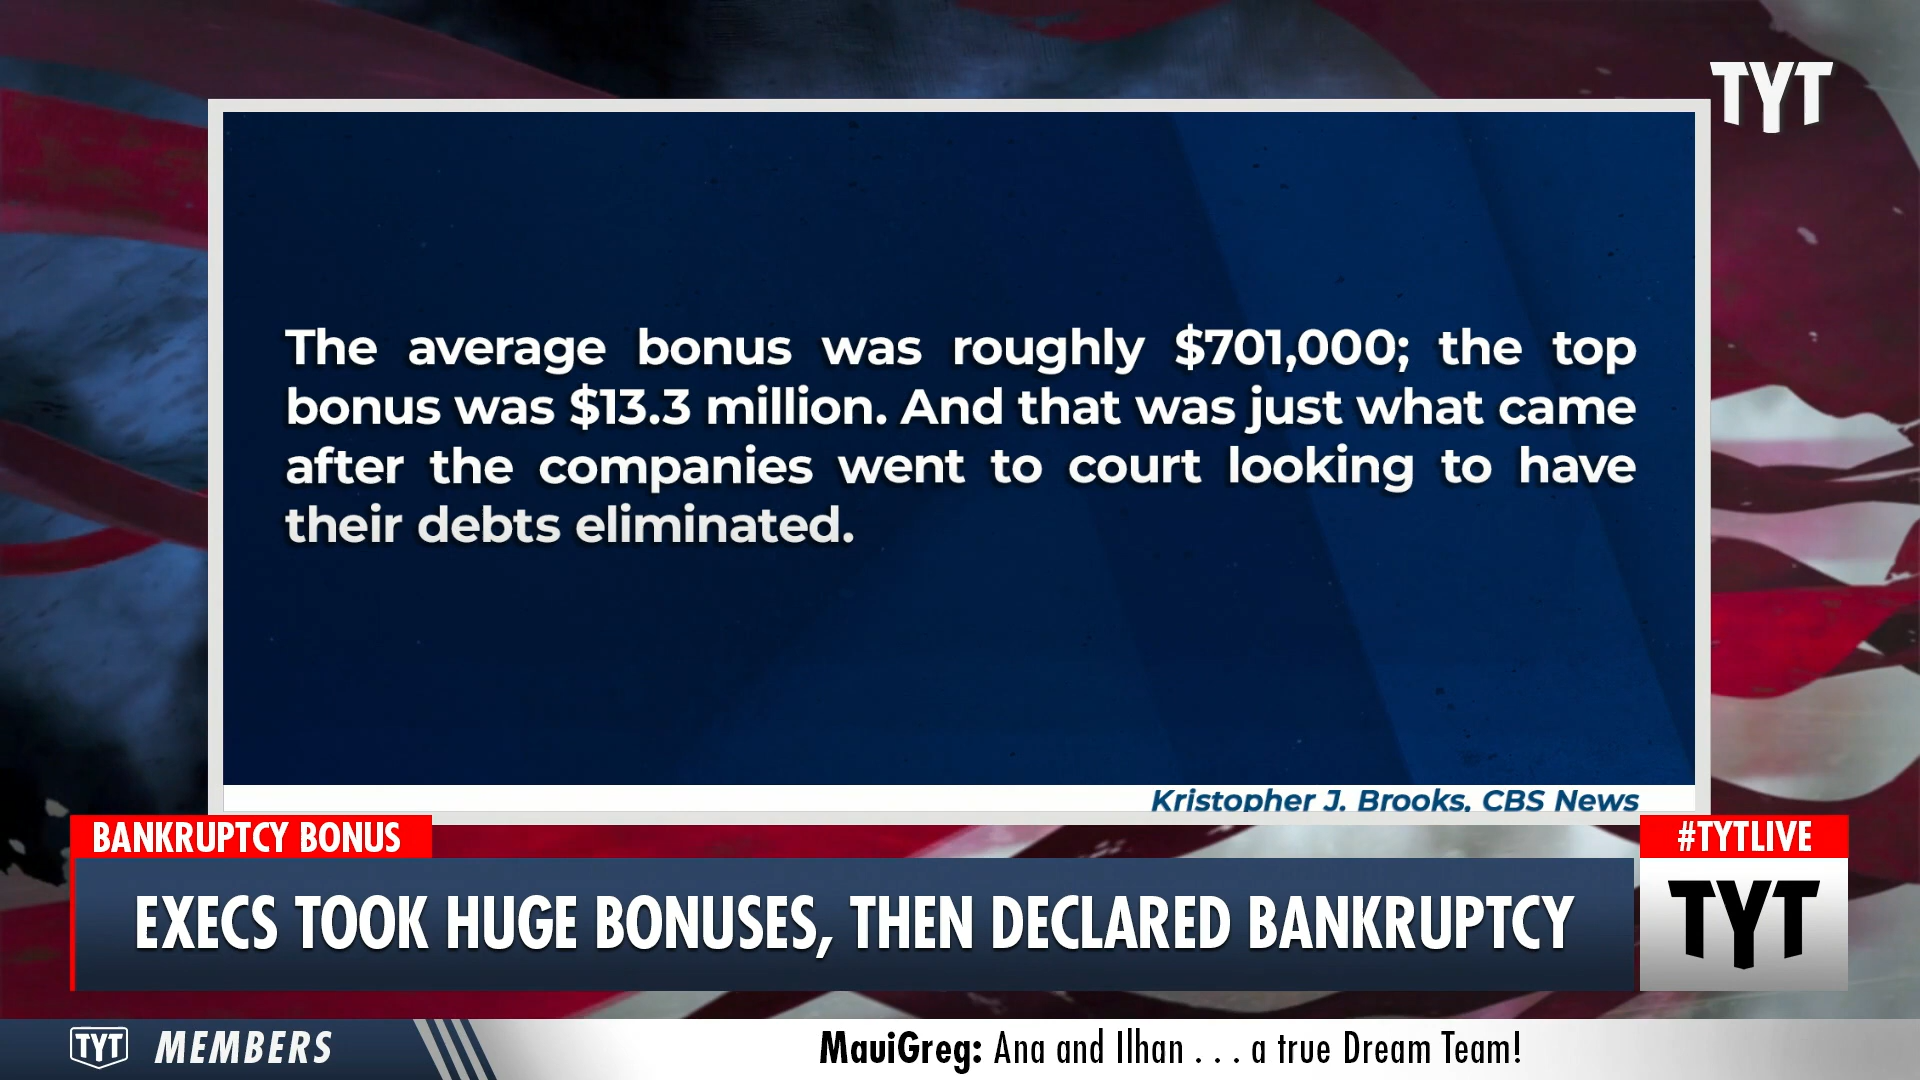 TYT
The average bonus was roughly $701,000; the top
bonus was $13.3 million. And that was just what came
after the companies went to court looking to have
their debts eliminated.
Kristopher J. Brooks, CBS News
BANKRUPTCY BONUS
#TYTLIVE
EXECS TOOK HUGE BONUSES, THEN DECLARED BANKRUPTCY
TYT
TYT MEMBERS
MauiGreg: Ana and Ilhan . . . a true Dream Team!